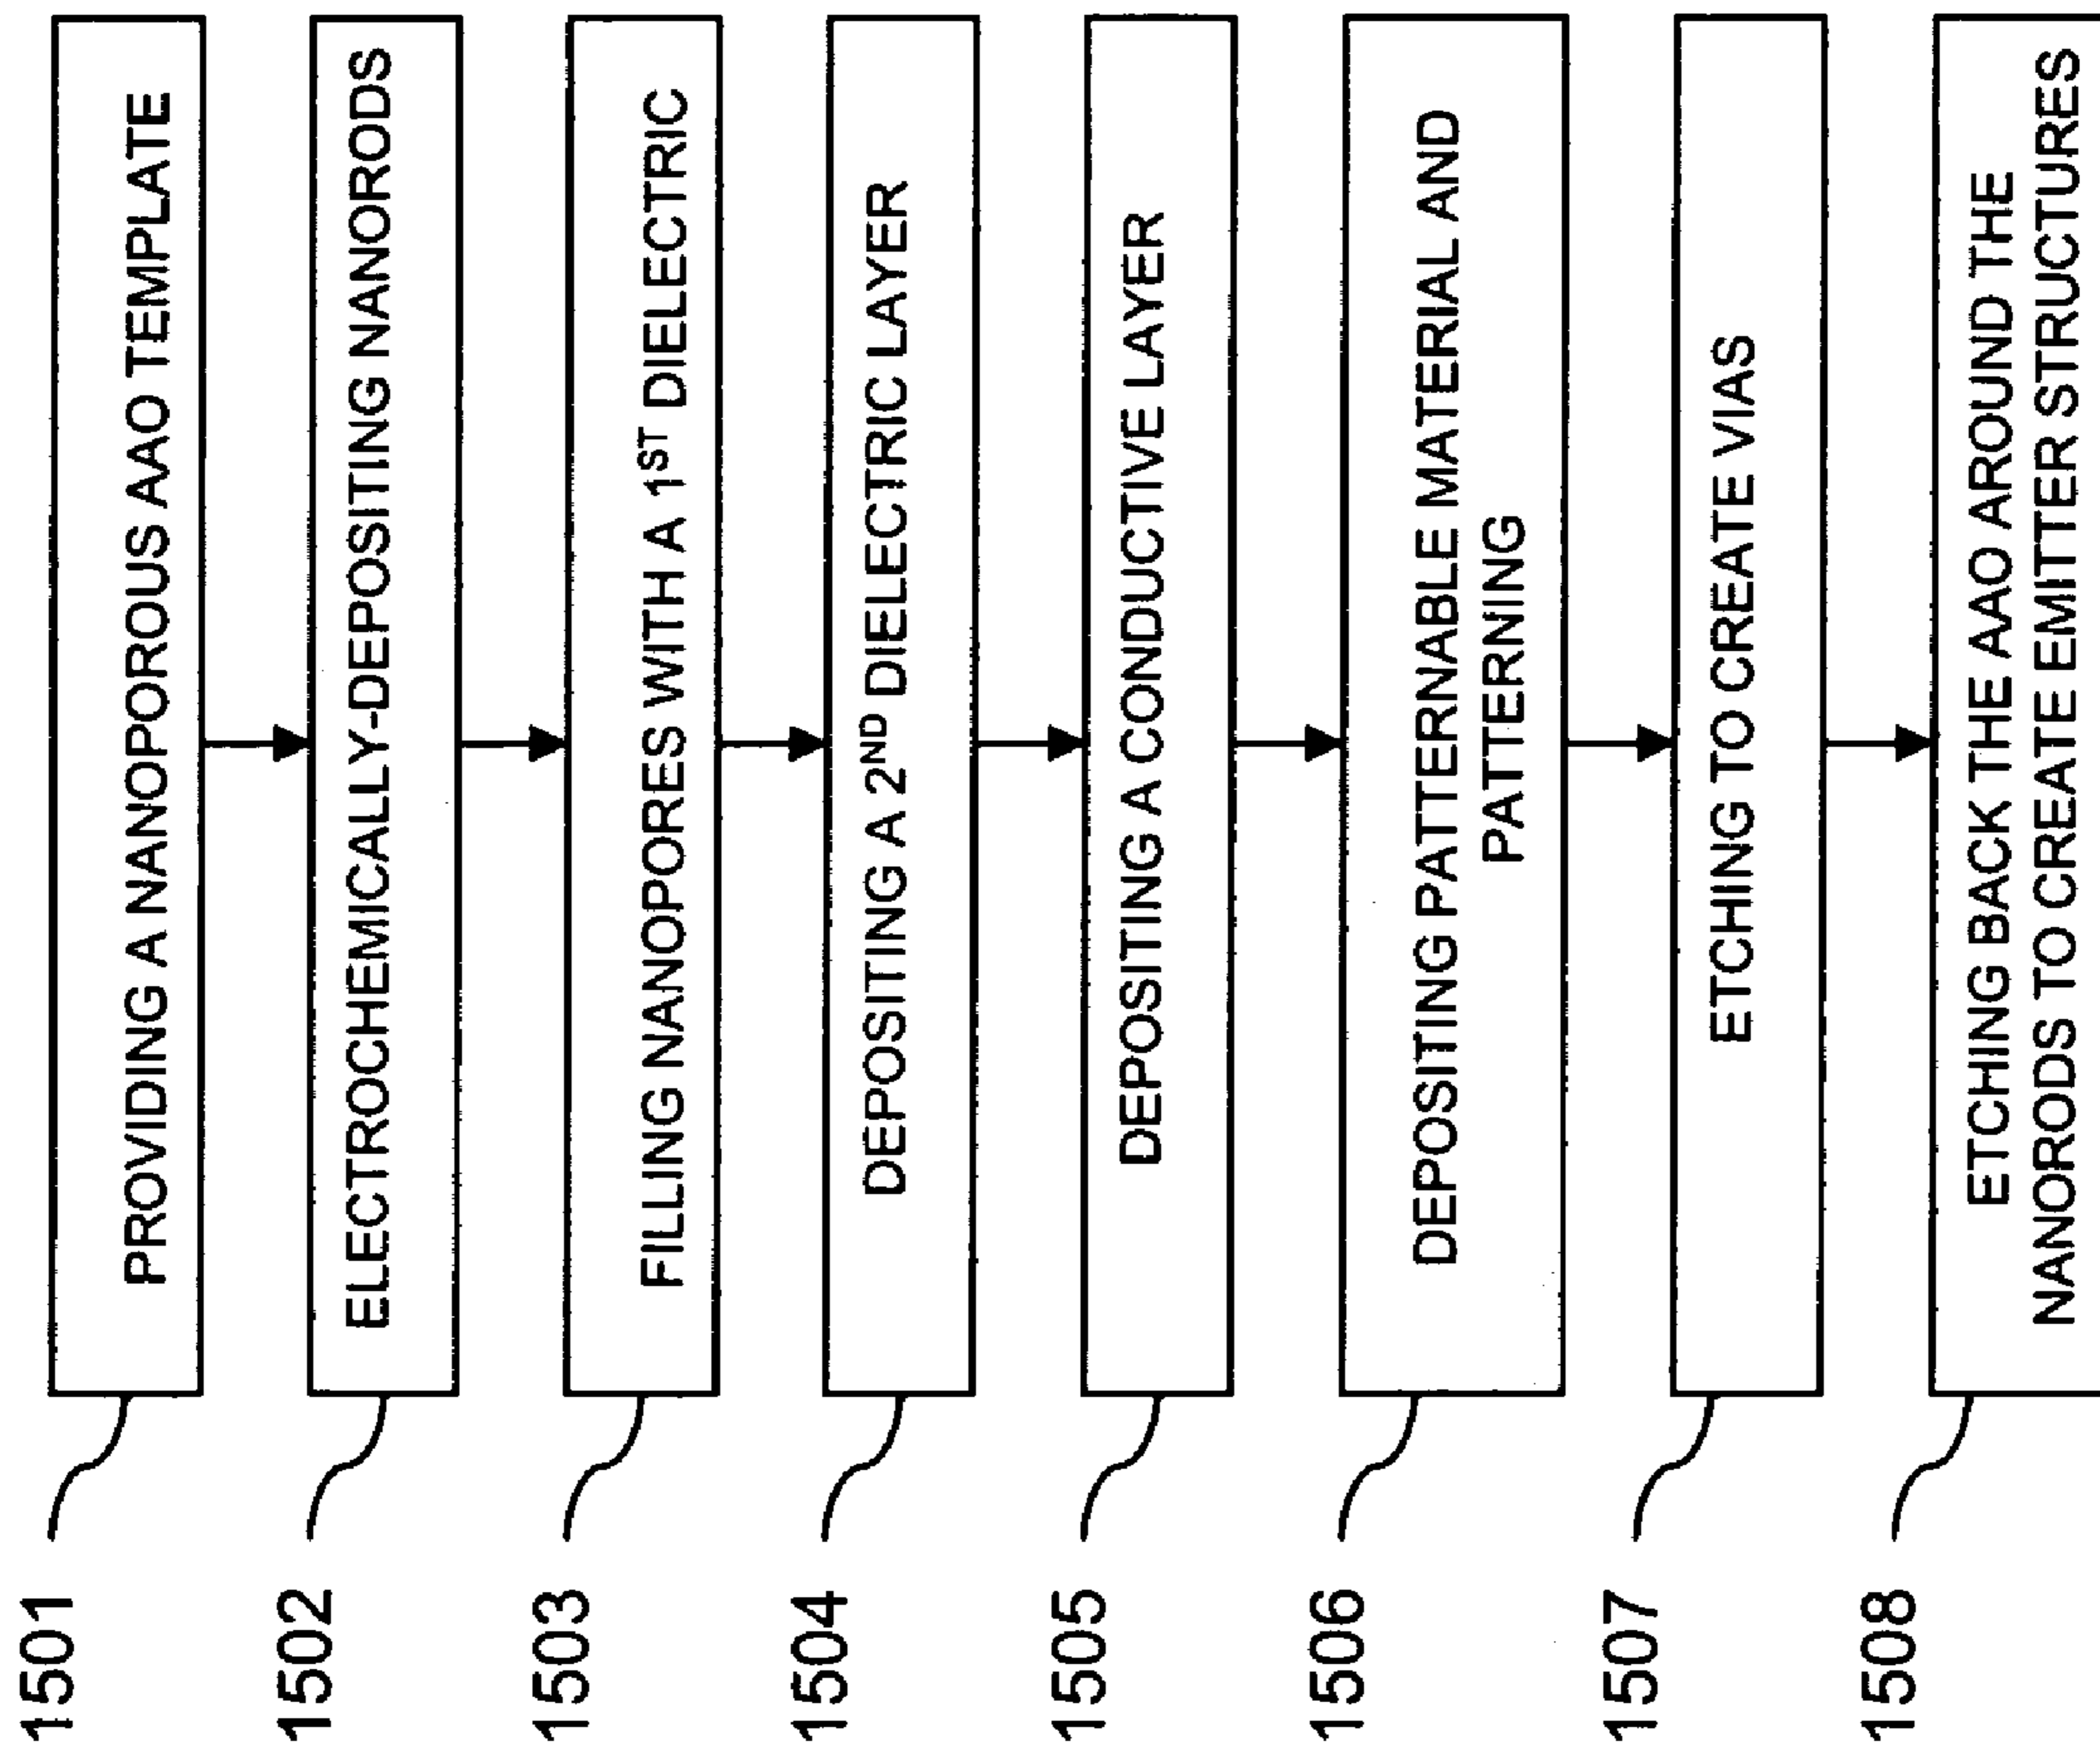 1501
PROVIDING A NANOPOROUS AAO TEMPLATE
1502
ELECTROCHEMICALLY-DEPOSITING NANORODS
1503
FILLING NANOPORES WITH A 1ST DIELECTRIC
1504
DEPOSITING A 2ND DIELECTRIC LAYER
1505
DEPOSITING A CONDUCTIVE LAYER
1506
DEPOSITING PATTERNABLE MATERIAL AND
PATTERNING
1507
ETCHING TO CREATE VIAS
1508
ETCHING BACK THE AAO AROUND THE
NANORODS TO CREATE EMITTER STRUCTURES